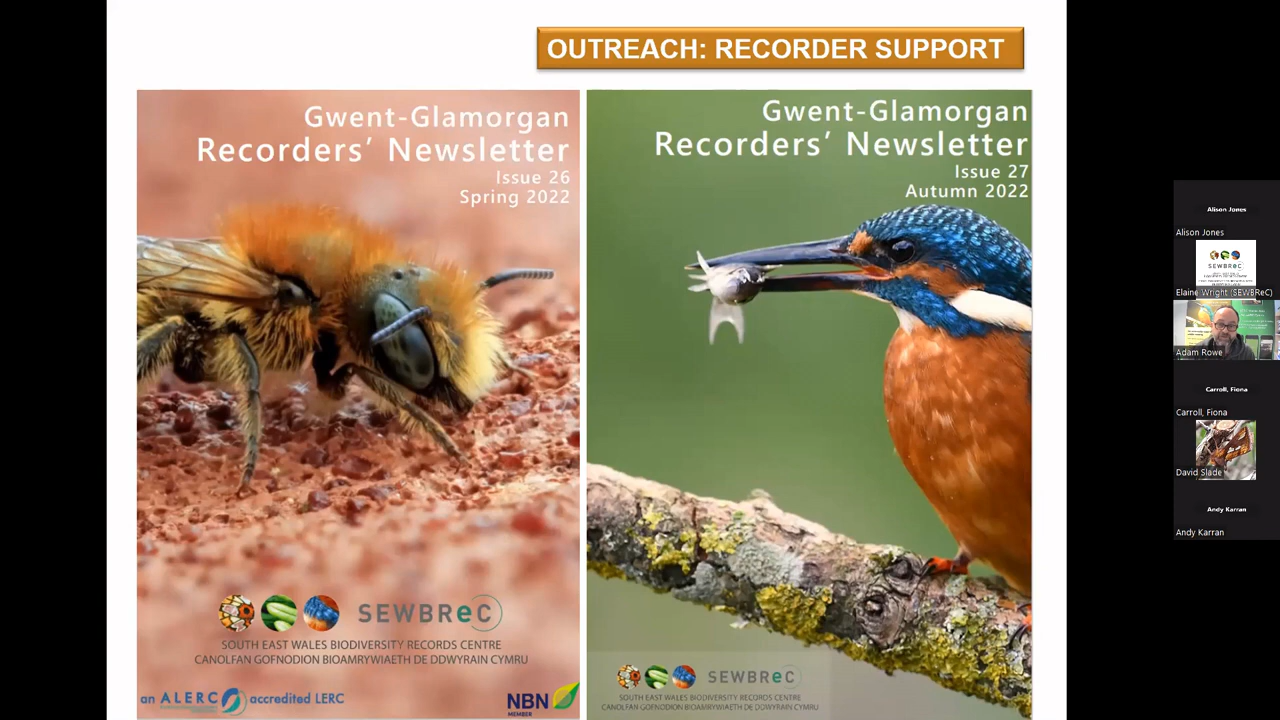 OUTREACH: RECORDER SUPPORT
Gwent-Glamorgan
Recorders' Newsletter
Issue 26
Spring 2022
SEWBReC
SOUTH EAST WALES BIODIVERSITY RECORDS CENTRE
CANOLFAN GOFNODION BIOAMRYWIAETH DE DDWYRAIN CYMRU
an ALERC accredited LERC
NBN
MEMBER
Gwent-Glamorgan
Recorders' Newsletter
Issue 27
Autumn 2022
SEWBReC
SOUTH EAST WALES BIODIVERSITY RECORDS CENTRE
CANOLFAN GOFNODION BIOAMRYWIAETH DE DDWYRAIN CYMRU
Alison Jones
Alison Jones
SEWBReC
Elaine Wright (SEWBReC)
Adam Rowe
Carroll, Fiona
Carroll, Fiona
David Slade
Andy Karran
Andy Karran